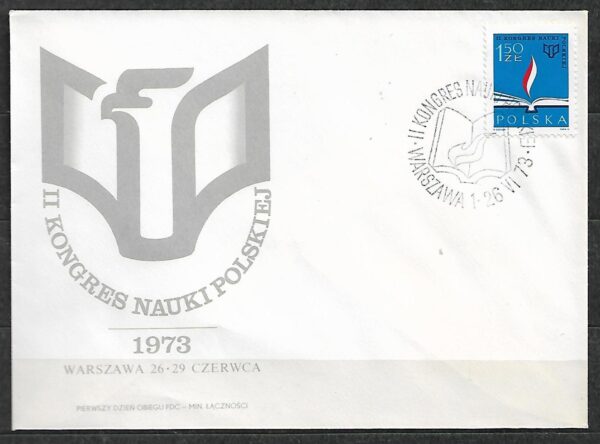 II KONGRES NAUKI POLSKIEJ
1973
WARSZAWA 26-29 CZERWCA
PIERWSZY DZIEŃ OBIEGU FDC – MIN. ŁĄCZNOŚCI
II KONGRES NAUKI POLSKIEJ
1.50 ZŁ
POLSKA
II KONGRES NAUKI
WARSZAWA 1 · 26 VI 73